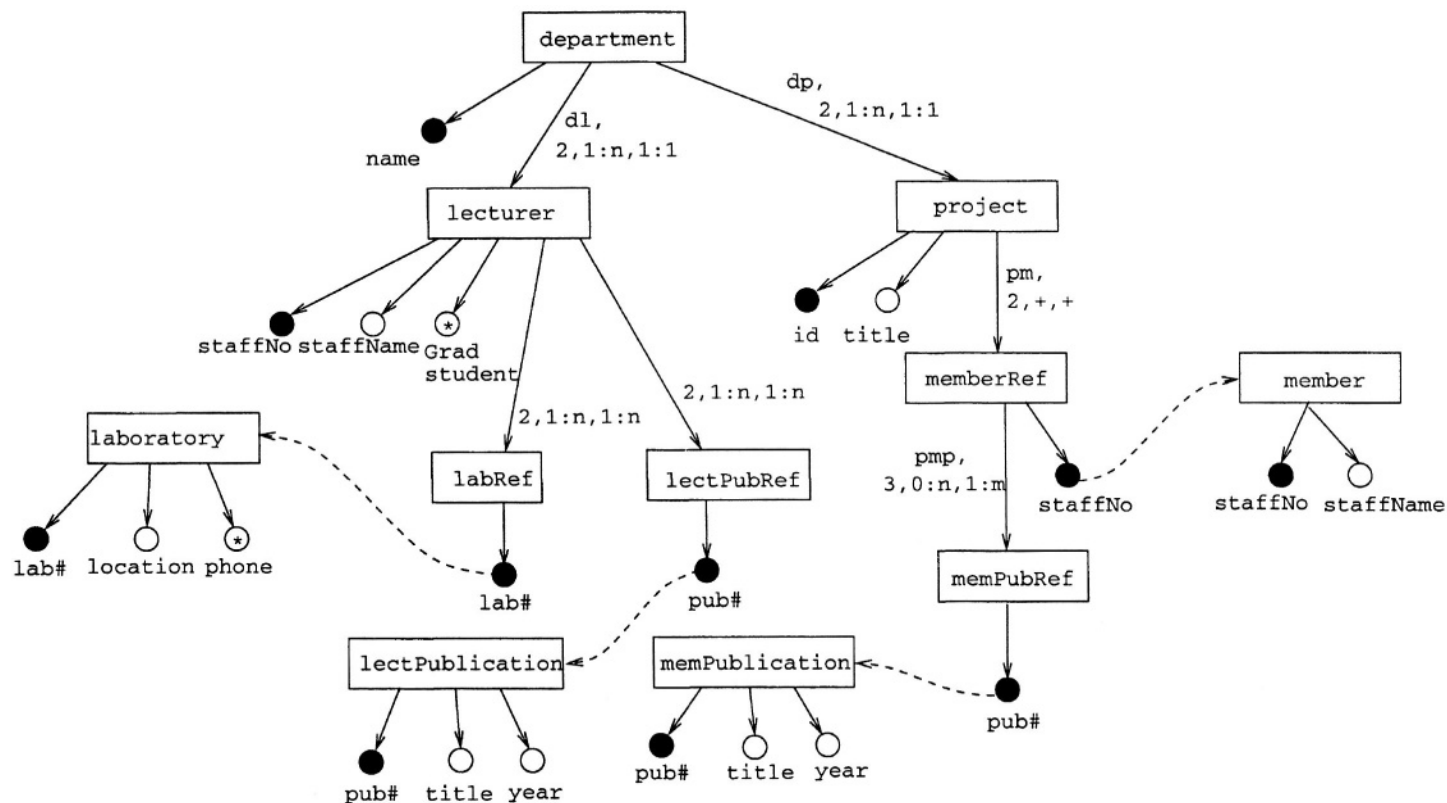 department
dp,
2,1:n,1:1
dl,
2,1:n,1:1
name
lecturer
project
pm,
2,+,+
staffNo staffName
*
Grad
student
id title
memberRef
member
2,1:n,1:n
2,1:n,1:n
laboratory
labRef
lectPubRef
pmp,
3,0:n,1:m
staffNo
staffNo staffName
*
lab# location phone
lab#
pub#
memPubRef
lectPublication
memPublication
pub#
pub# title year
pub# title year